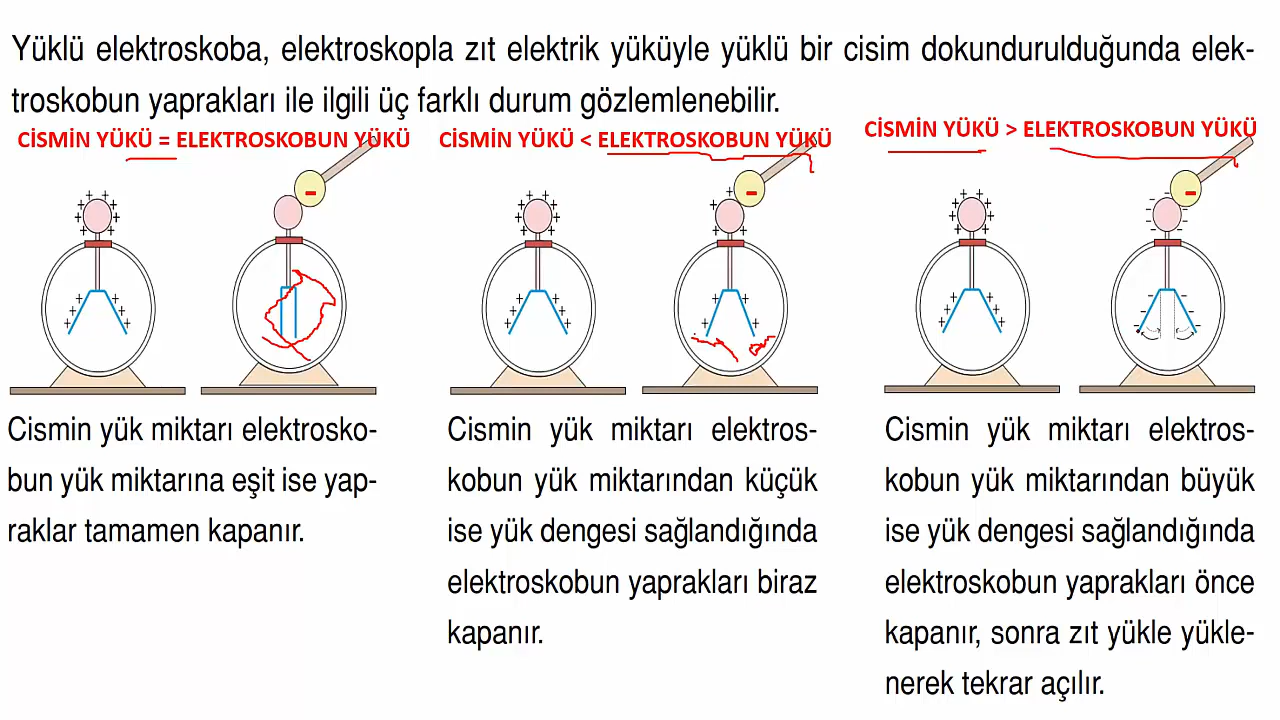 Yüklü elektroskoba, elektroskopla zıt elektrik yüküyle yüklü bir cisim dokundurulduğunda elek-
troskobun yaprakları ile ilgili üç farklı durum gözlemlenebilir.
CİSMİN YÜKÜ = ELEKTROSKOBUN YÜKÜ
Cismin yük miktarı elektrosko-
bun yük miktarına eşit ise yap-
raklar tamamen kapanır.
CİSMİN YÜKÜ < ELEKTROSKOBUN YÜKÜ
Cismin yük miktarı elektros-
kobun yük miktarından küçük
ise yük dengesi sağlandığında
elektroskobun yaprakları biraz
kapanır.
CİSMİN YÜKÜ > ELEKTROSKOBUN YÜKÜ
Cismin yük miktarı elektros-
kobun yük miktarından büyük
ise yük dengesi sağlandığında
elektroskobun yaprakları önce
kapanır, sonra zıt yükle yükle-
nerek tekrar açılır.